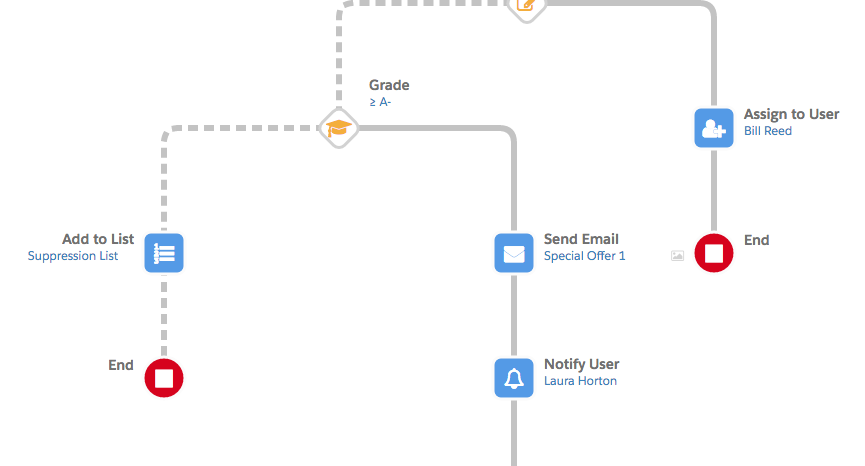 Grade
≥ A-
Assign to User
Bill Reed
Add to List
Suppression List
Send Email
Special Offer 1
End
End
Notify User
Laura Horton